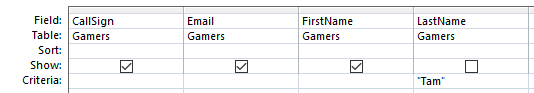 Field: CallSign Email FirstName LastName
Table: Gamers Gamers Gamers Gamers
Sort:
Show:
Criteria: "Tam"